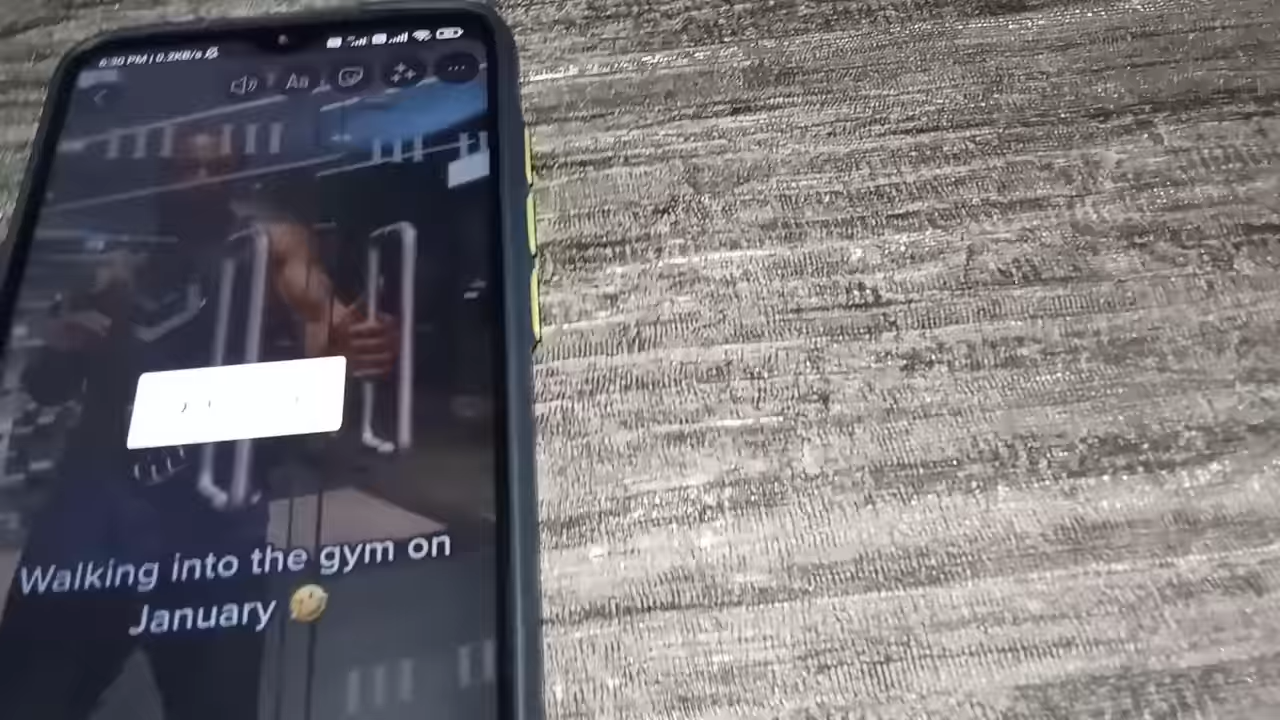 6:30 PM | 0.2KB/s
Aa
Walking into the gym on
January 🤣